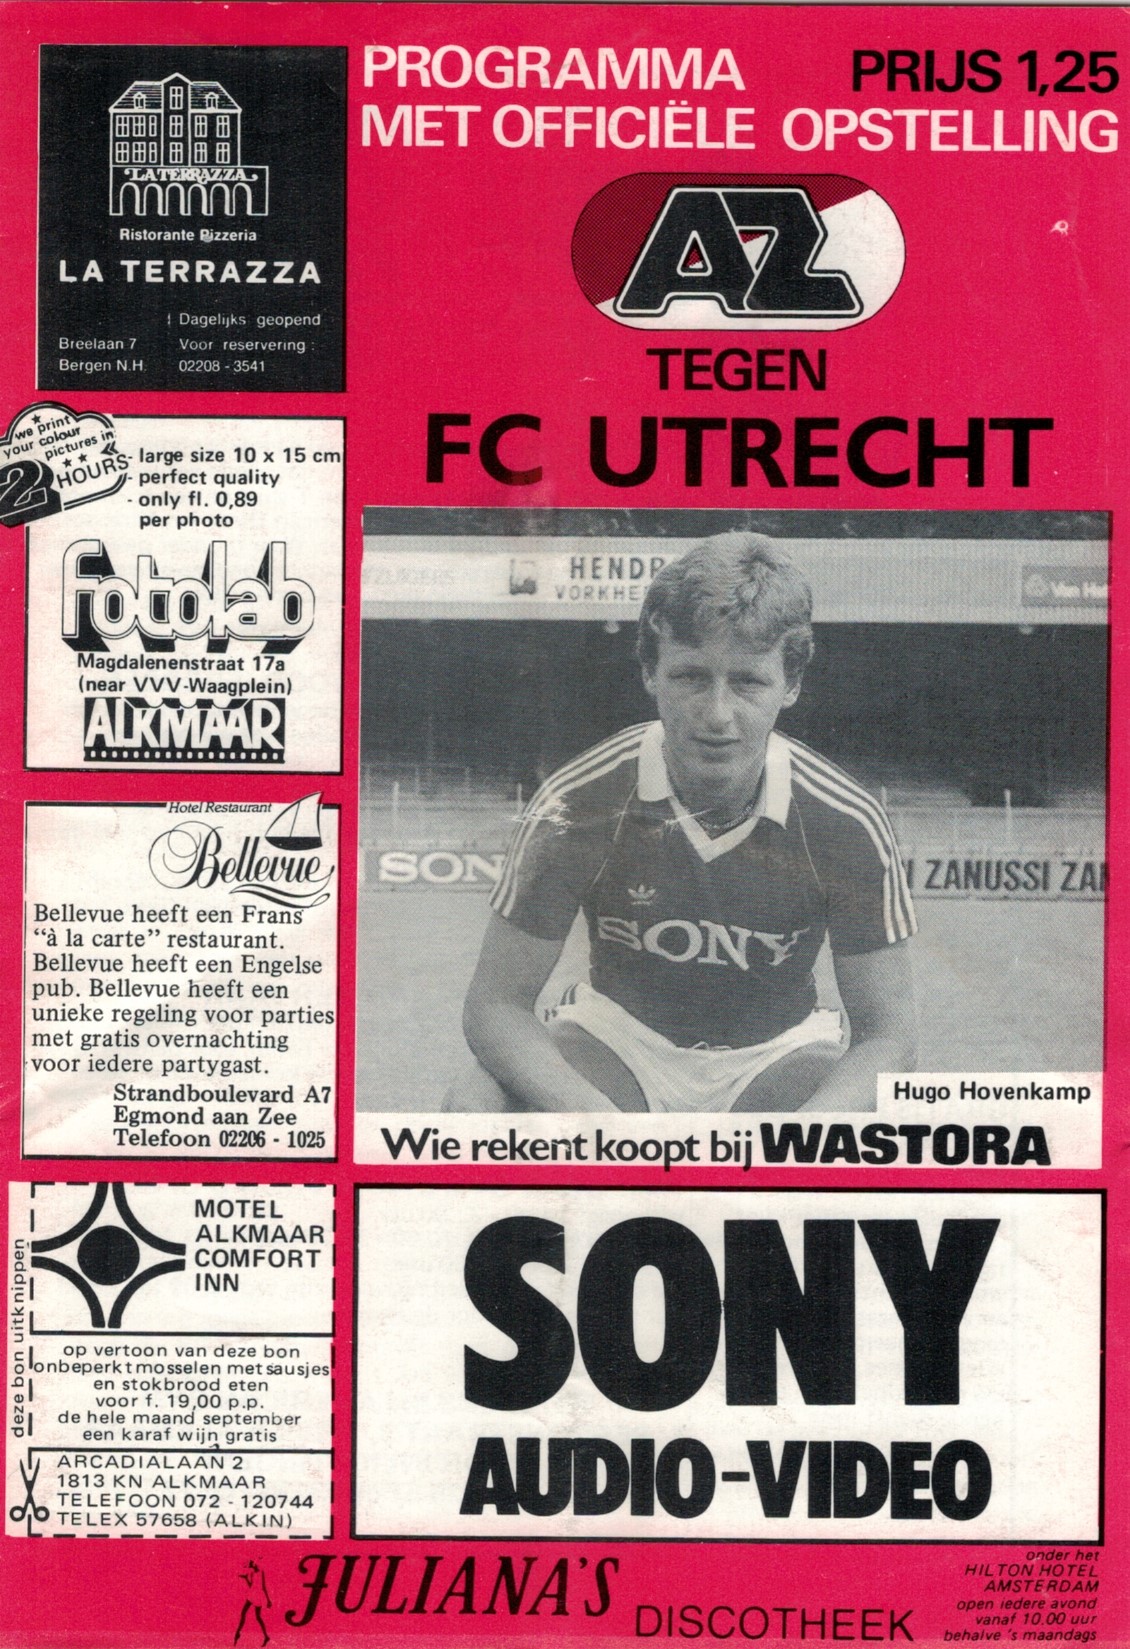 PROGRAMMA PRIJS 1,25
MET OFFICIËLE OPSTELLING
AZ
TEGEN
FC UTRECHT
LA TERRAZZA
Ristorante Pizzeria
LA TERRAZZA
Dagelijks geopend
Breelaan 7 Voor reservering :
Bergen N.H. 02208 - 3541
we print
your colour
pictures in
2 HOURS
- large size 10 x 15 cm
- perfect quality
- only fl. 0,89
per photo
fotolab
Magdalenenstraat 17a
(near VVV-Waagplein)
ALKMAAR
Hotel Restaurant
Bellevue
Bellevue heeft een Frans
“à la carte” restaurant.
Bellevue heeft een Engelse
pub. Bellevue heeft een
unieke regeling voor parties
met gratis overnachting
voor iedere partygast.
Strandboulevard A7
Egmond aan Zee
Telefoon 02206 - 1025
HENDR
VORKHE
SON
ZANUSSI ZAN
SONY
Hugo Hovenkamp
Wie rekent koopt bij WASTORA
deze bon uitknippen
MOTEL
ALKMAAR
COMFORT
INN
op vertoon van deze bon
onbeperkt mosselen met sausjes
en stokbrood eten
voor f. 19,00 p.p.
de hele maand september
een karaf wijn gratis
ARCADIALAAN 2
1813 KN ALKMAAR
TELEFOON 072 - 120744
TELEX 57658 (ALKIN)
SONY
AUDIO-VIDEO
JULIANA'S
DISCOTHEEK
onder het
HILTON HOTEL
AMSTERDAM
open iedere avond
vanaf 10.00 uur
behalve 's maandags